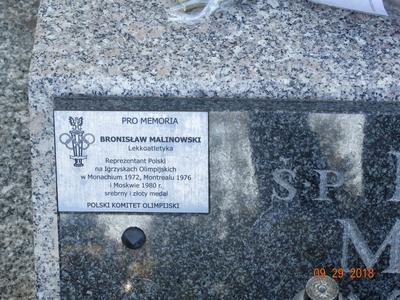 PRO MEMORIA
BRONISŁAW MALINOWSKI
Lekkoatletyka
Reprezentant Polski
na Igrzyskach Olimpijskich
w Monachium 1972, Montrealu 1976
i Moskwie 1980 r.
srebrny i złoty medal
POLSKI KOMITET OLIMPIJSKI
Ś.P.
M
09.29.2018